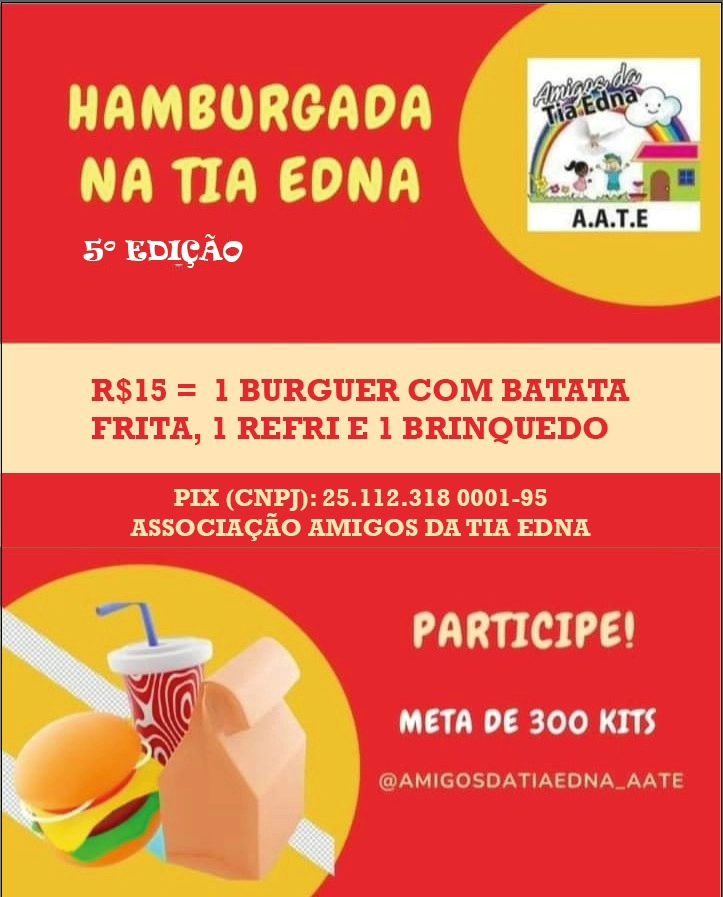 HAMBURGADA
NA TIA EDNA
5º EDIÇÃO
Amigos da
Tia Edna
A.A.T.E
R$15 = 1 BURGUER COM BATATA
FRITA, 1 REFRI E 1 BRINQUEDO
PIX (CNPJ): 25.112.318 0001-95
ASSOCIAÇÃO AMIGOS DA TIA EDNA
PARTICIPE!
META DE 300 KITS
@AMIGOSDATIAEDNA_AATE